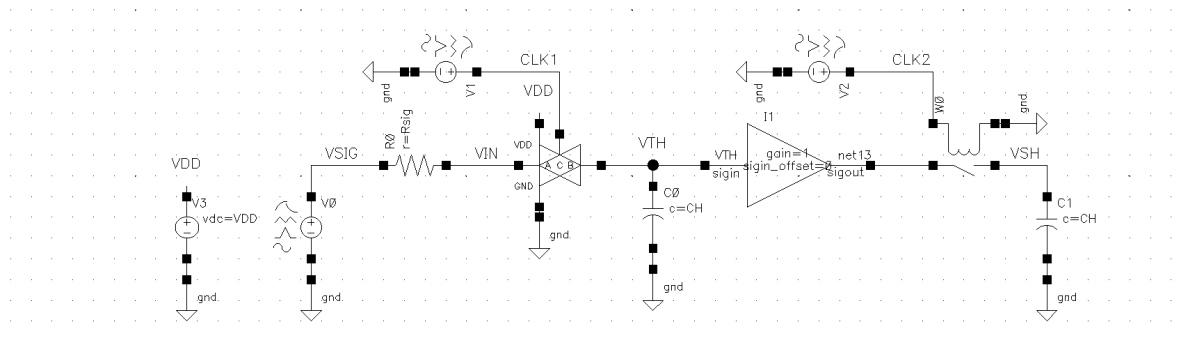 CLK1
CLK2
gnd
V1
VDD
gnd
V2
W0
gnd.
R0
r=Rsig
I1
VDD
VSIG
VIN
VDD
A C B
GND
VTH
VTH
sigin
gain=1
sigin_offset=0
net13
sigout
VSH
V3
vdc=VDD
V0
C0
c=CH
C1
c=CH
gnd.
gnd.
gnd.
gnd
gnd